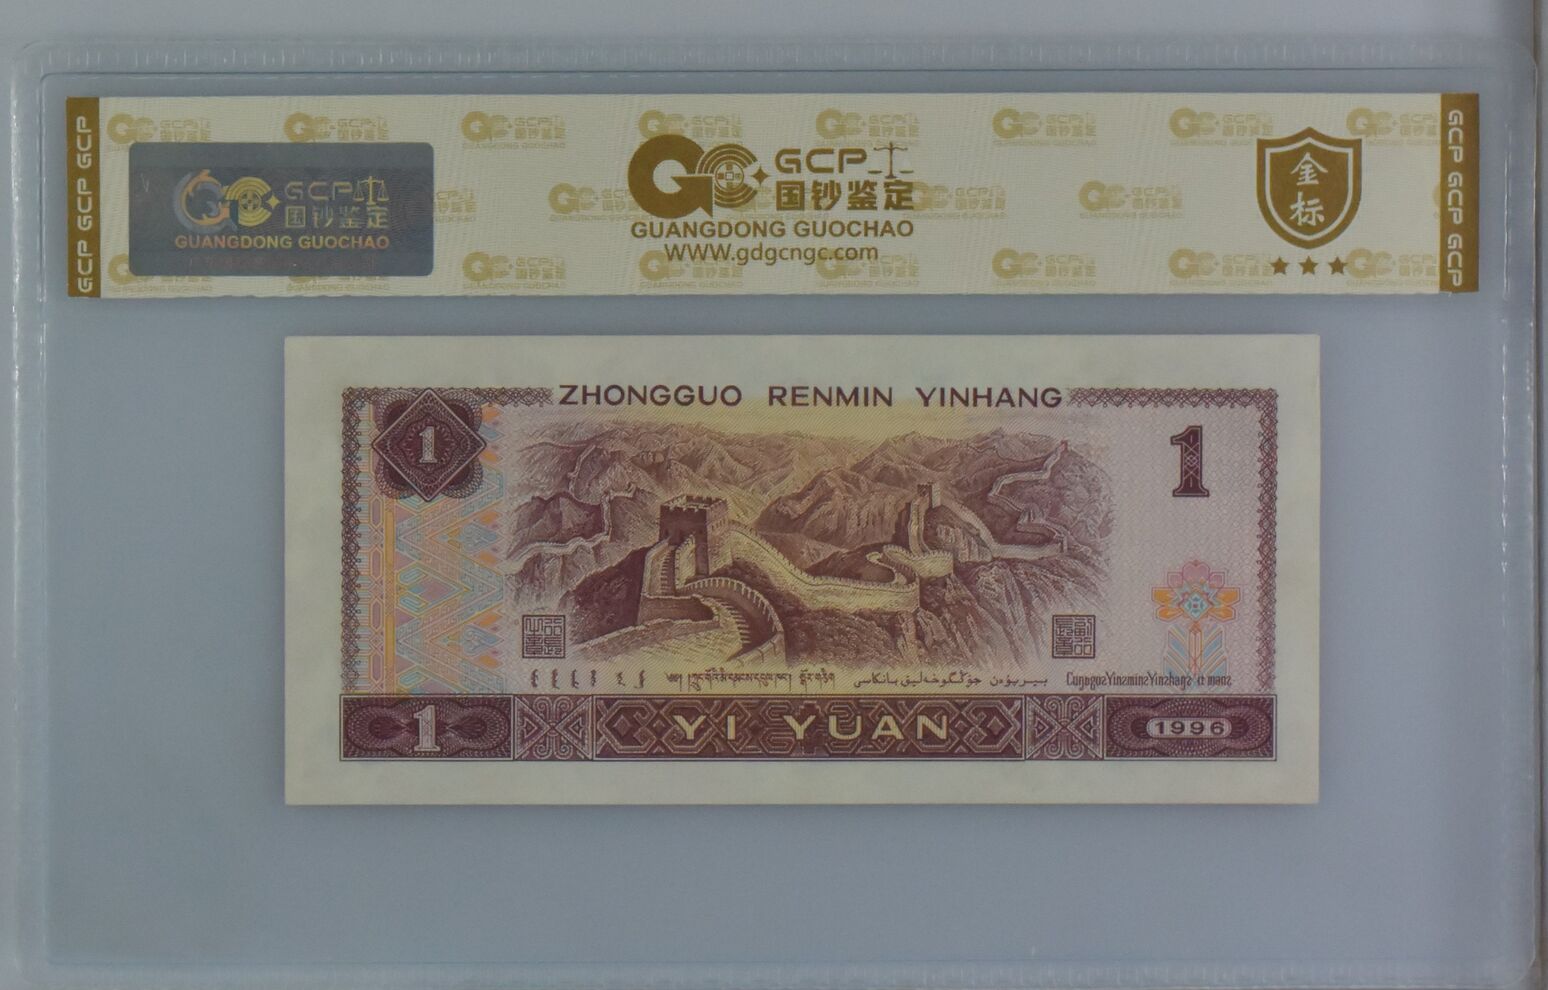 GCP GCP GCP
GCP
国钞鉴定
GUANGDONG GUOCHAO
GCP
国钞鉴定
GUANGDONG GUOCHAO
WWW.gdgcngc.com
金标
GCP GCP GCP
ZHONGGUO RENMIN YINHANG
1
1
1
YI YUAN
1996